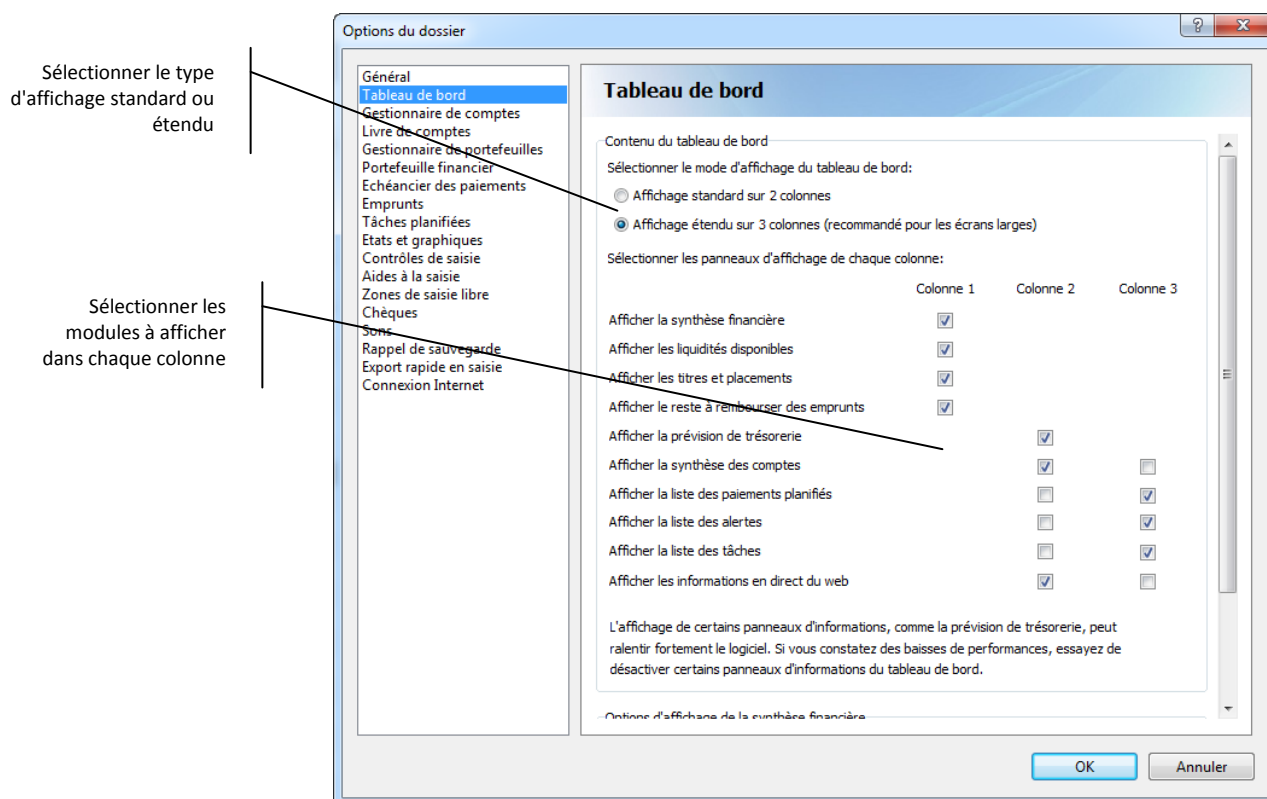 Options du dossier
Sélectionner le type
d'affichage standard ou
étendu
Sélectionner les
modules à afficher
dans chaque colonne
Général
Tableau de bord
Gestionnaire de comptes
Livre de comptes
Gestionnaire de portefeuilles
Portefeuille financier
Echéancier des paiements
Emprunts
Tâches planifiées
Etats et graphiques
Contrôles de saisie
Aides à la saisie
Zones de saisie libre
Chèques
Sons
Rappel de sauvegarde
Export rapide en saisie
Connexion Internet
Tableau de bord
Contenu du tableau de bord
Sélectionner le mode d'affichage du tableau de bord:
Affichage standard sur 2 colonnes
Affichage étendu sur 3 colonnes (recommandé pour les écrans larges)
Sélectionner les panneaux d'affichage de chaque colonne:
Colonne 1 Colonne 2 Colonne 3
Afficher la synthèse financière
Afficher les liquidités disponibles
Afficher les titres et placements
Afficher le reste à rembourser des emprunts
Afficher la prévision de trésorerie
Afficher la synthèse des comptes
Afficher la liste des paiements planifiés
Afficher la liste des alertes
Afficher la liste des tâches
Afficher les informations en direct du web
L'affichage de certains panneaux d'informations, comme la prévision de trésorerie, peut
ralentir fortement le logiciel. Si vous constatez des baisses de performances, essayez de
désactiver certains panneaux d'informations du tableau de bord.
Options d'affichage de la synthèse financière
OK Annuler